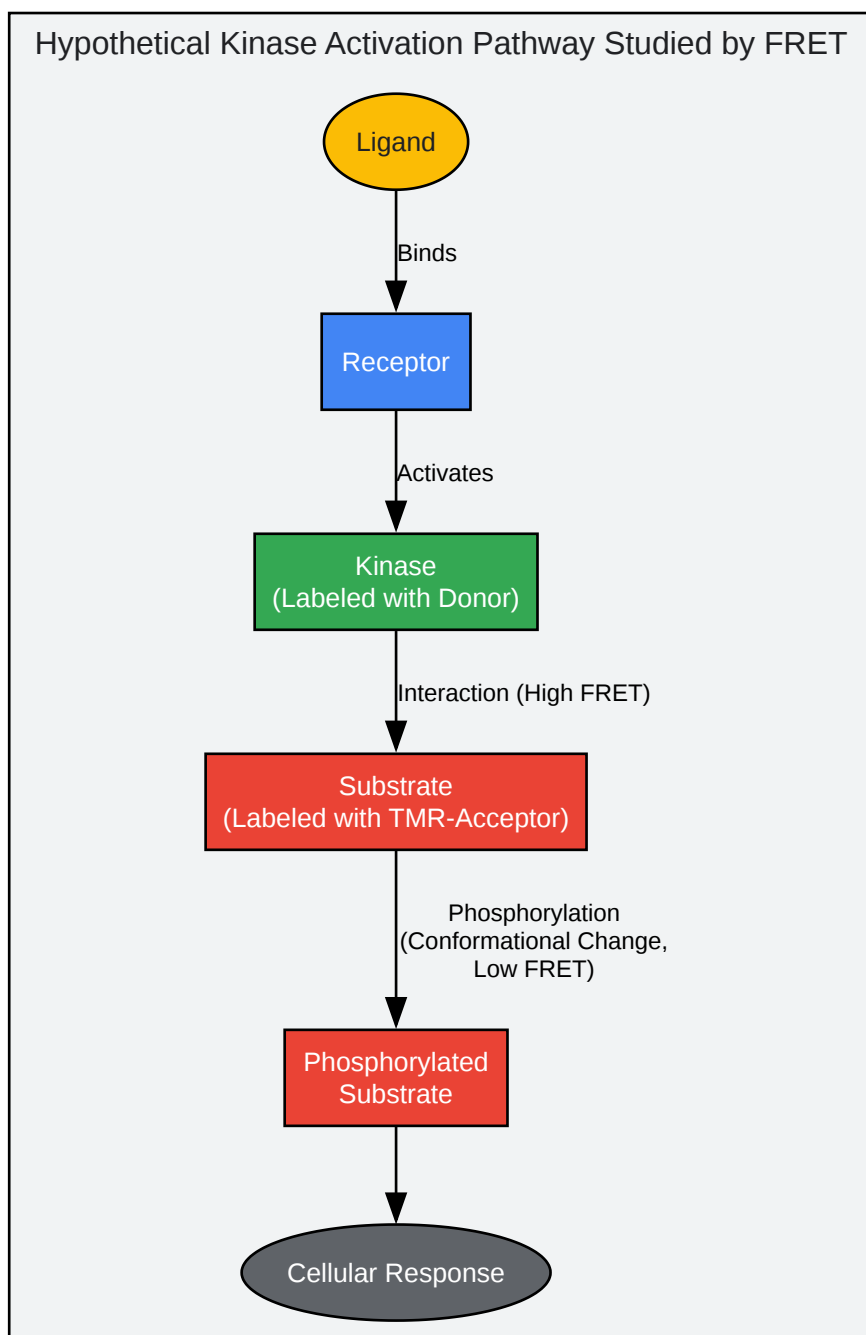 Hypothetical Kinase Activation Pathway Studied by FRET
Ligand
Binds
Receptor
Activates
Kinase
(Labeled with Donor)
Interaction (High FRET)
Substrate
(Labeled with TMR-Acceptor)
Phosphorylation
(Conformational Change,
Low FRET)
Phosphorylated
Substrate
Cellular Response